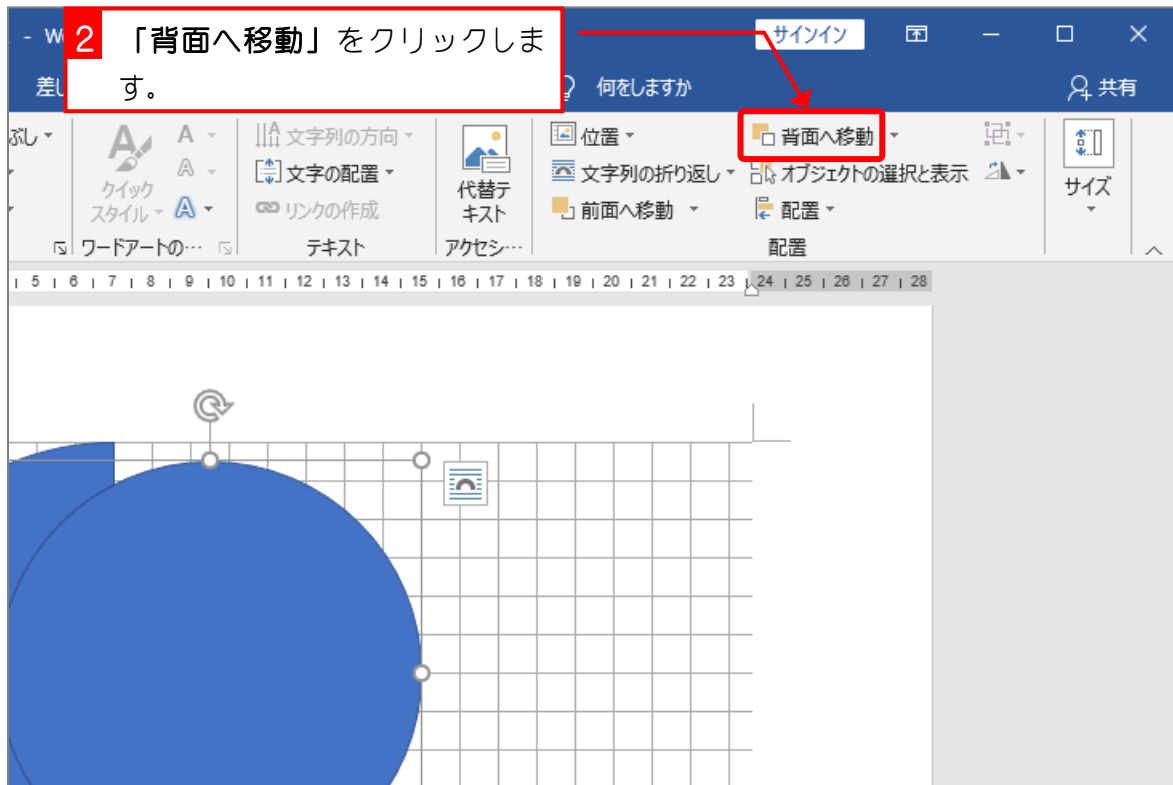 - W
2 「背面へ移動」をクリックしま
す。
サインイン
差し
何をしますか
共有
ぶし
クイック
スタイル
ワードアートの…
文字列の方向
文字の配置
リンクの作成
テキスト
代替テ
キスト
アクセシ…
位置
文字列の折り返し
前面へ移動
背面へ移動
オブジェクトの選択と表示
配置
配置
サイズ
5 6 7 8 9 10 11 12 13 14 15 16 17 18 19 20 21 22 23 24 25 26 27 28